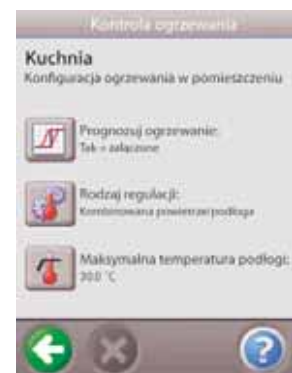 Kontrola ogrzewania
Kuchnia
Konfiguracja ogrzewania w pomieszczeniu
Prognozuj ogrzewanie:
Tak = załączone
Rodzaj regulacji:
Kombinowana powietrze/podłoga
Maksymalna temperatura podłogi:
30.0 °C